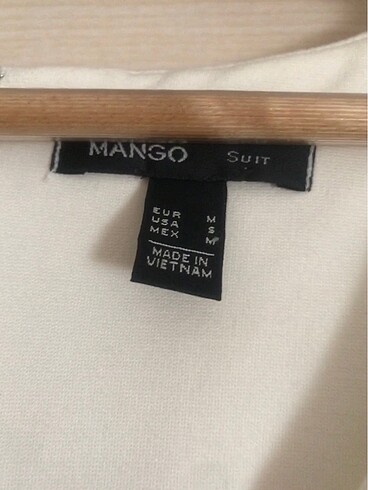 MANGO SUIT
EUR M
USA S
MEX M
MADE IN
VIETNAM